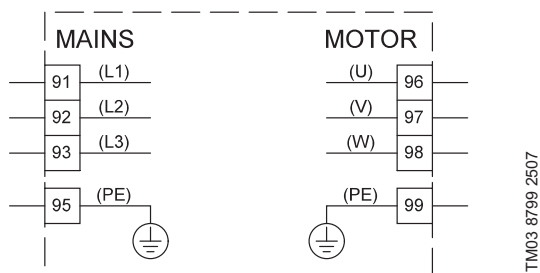 MAINS MOTOR
91 (L1) (U) 96
92 (L2) (V) 97
93 (L3) (W) 98
95 (PE) (PE) 99
TM03 8799 2507